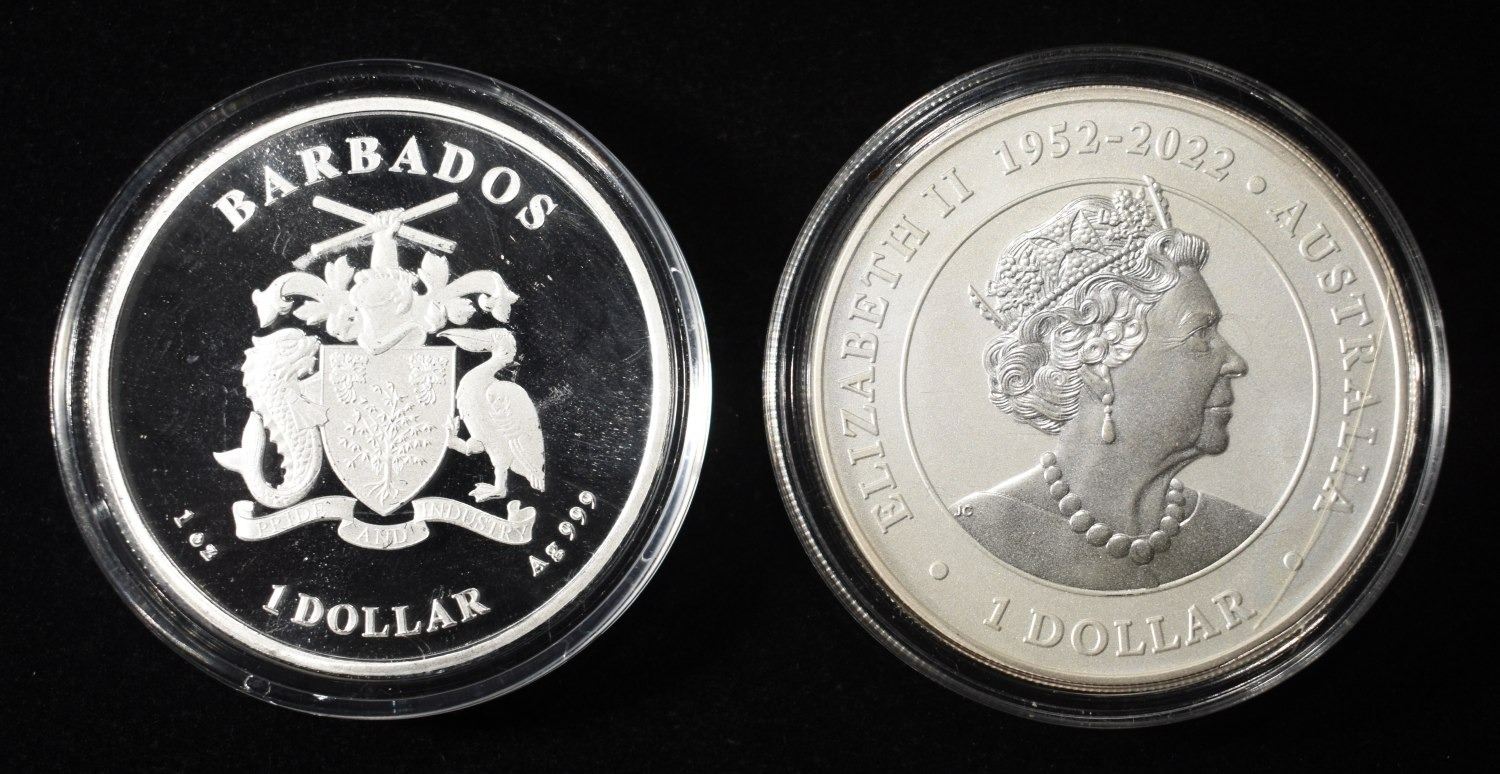 BARBADOS
PRIDE AND INDUSTRY
1 oz
Ag 999
1 DOLLAR
ELIZABETH II 1952-2022 • AUSTRALIA •
JC
1 DOLLAR •